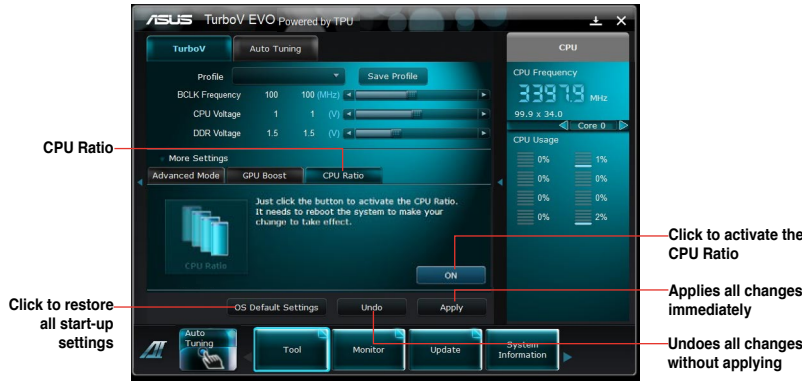 ASUS TurboV EVO Powered by TPU
TurboV
Auto Tuning
CPU
Profile
Save Profile
BCLK Frequency 100 100 (MHz)
CPU Voltage 1 1 (V)
DDR Voltage 1.5 1.5 (V)
CPU Frequency
3397.9 MHz
99.9 x 34.0
Core 0
CPU Usage
0% 1%
0% 0%
0% 0%
0% 2%
CPU Ratio
More Settings
Advanced Mode
GPU Boost
CPU Ratio
Just click the button to activate the CPU Ratio.
It needs to reboot the system to make your
change to take effect.
CPU Ratio
ON
Click to activate the
CPU Ratio
OS Default Settings
Undo
Apply
Applies all changes
immediately
Click to restore
all start-up
settings
Undoes all changes
without applying
AI
Auto
Tuning
Tool
Monitor
Update
System
Information